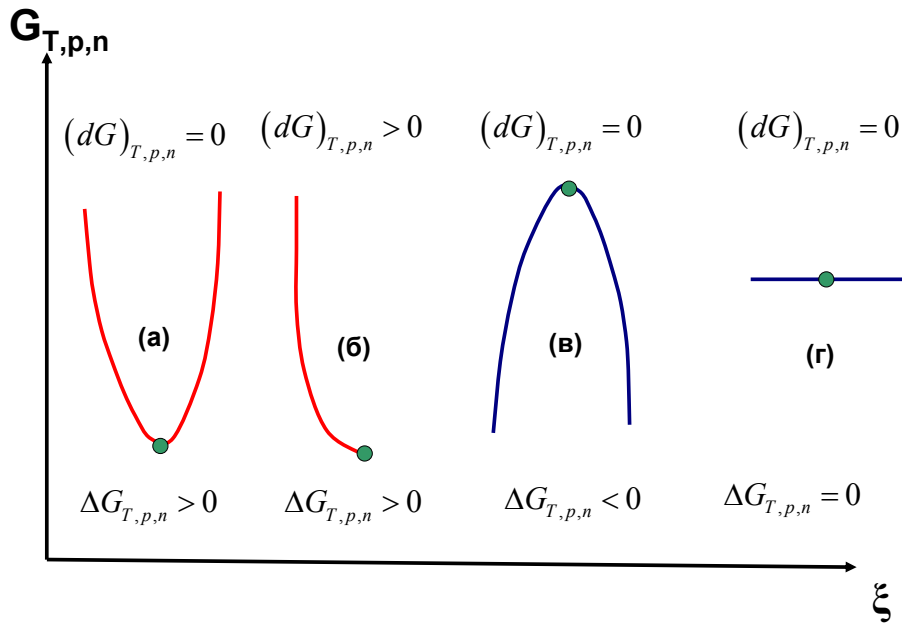 G_{T,p,n}
(dG)_{T,p,n} = 0 (dG)_{T,p,n} > 0 (dG)_{T,p,n} = 0 (dG)_{T,p,n} = 0
(а) (б) (в) (г)
ΔG_{T,p,n} > 0 ΔG_{T,p,n} > 0 ΔG_{T,p,n} < 0 ΔG_{T,p,n} = 0
ξ